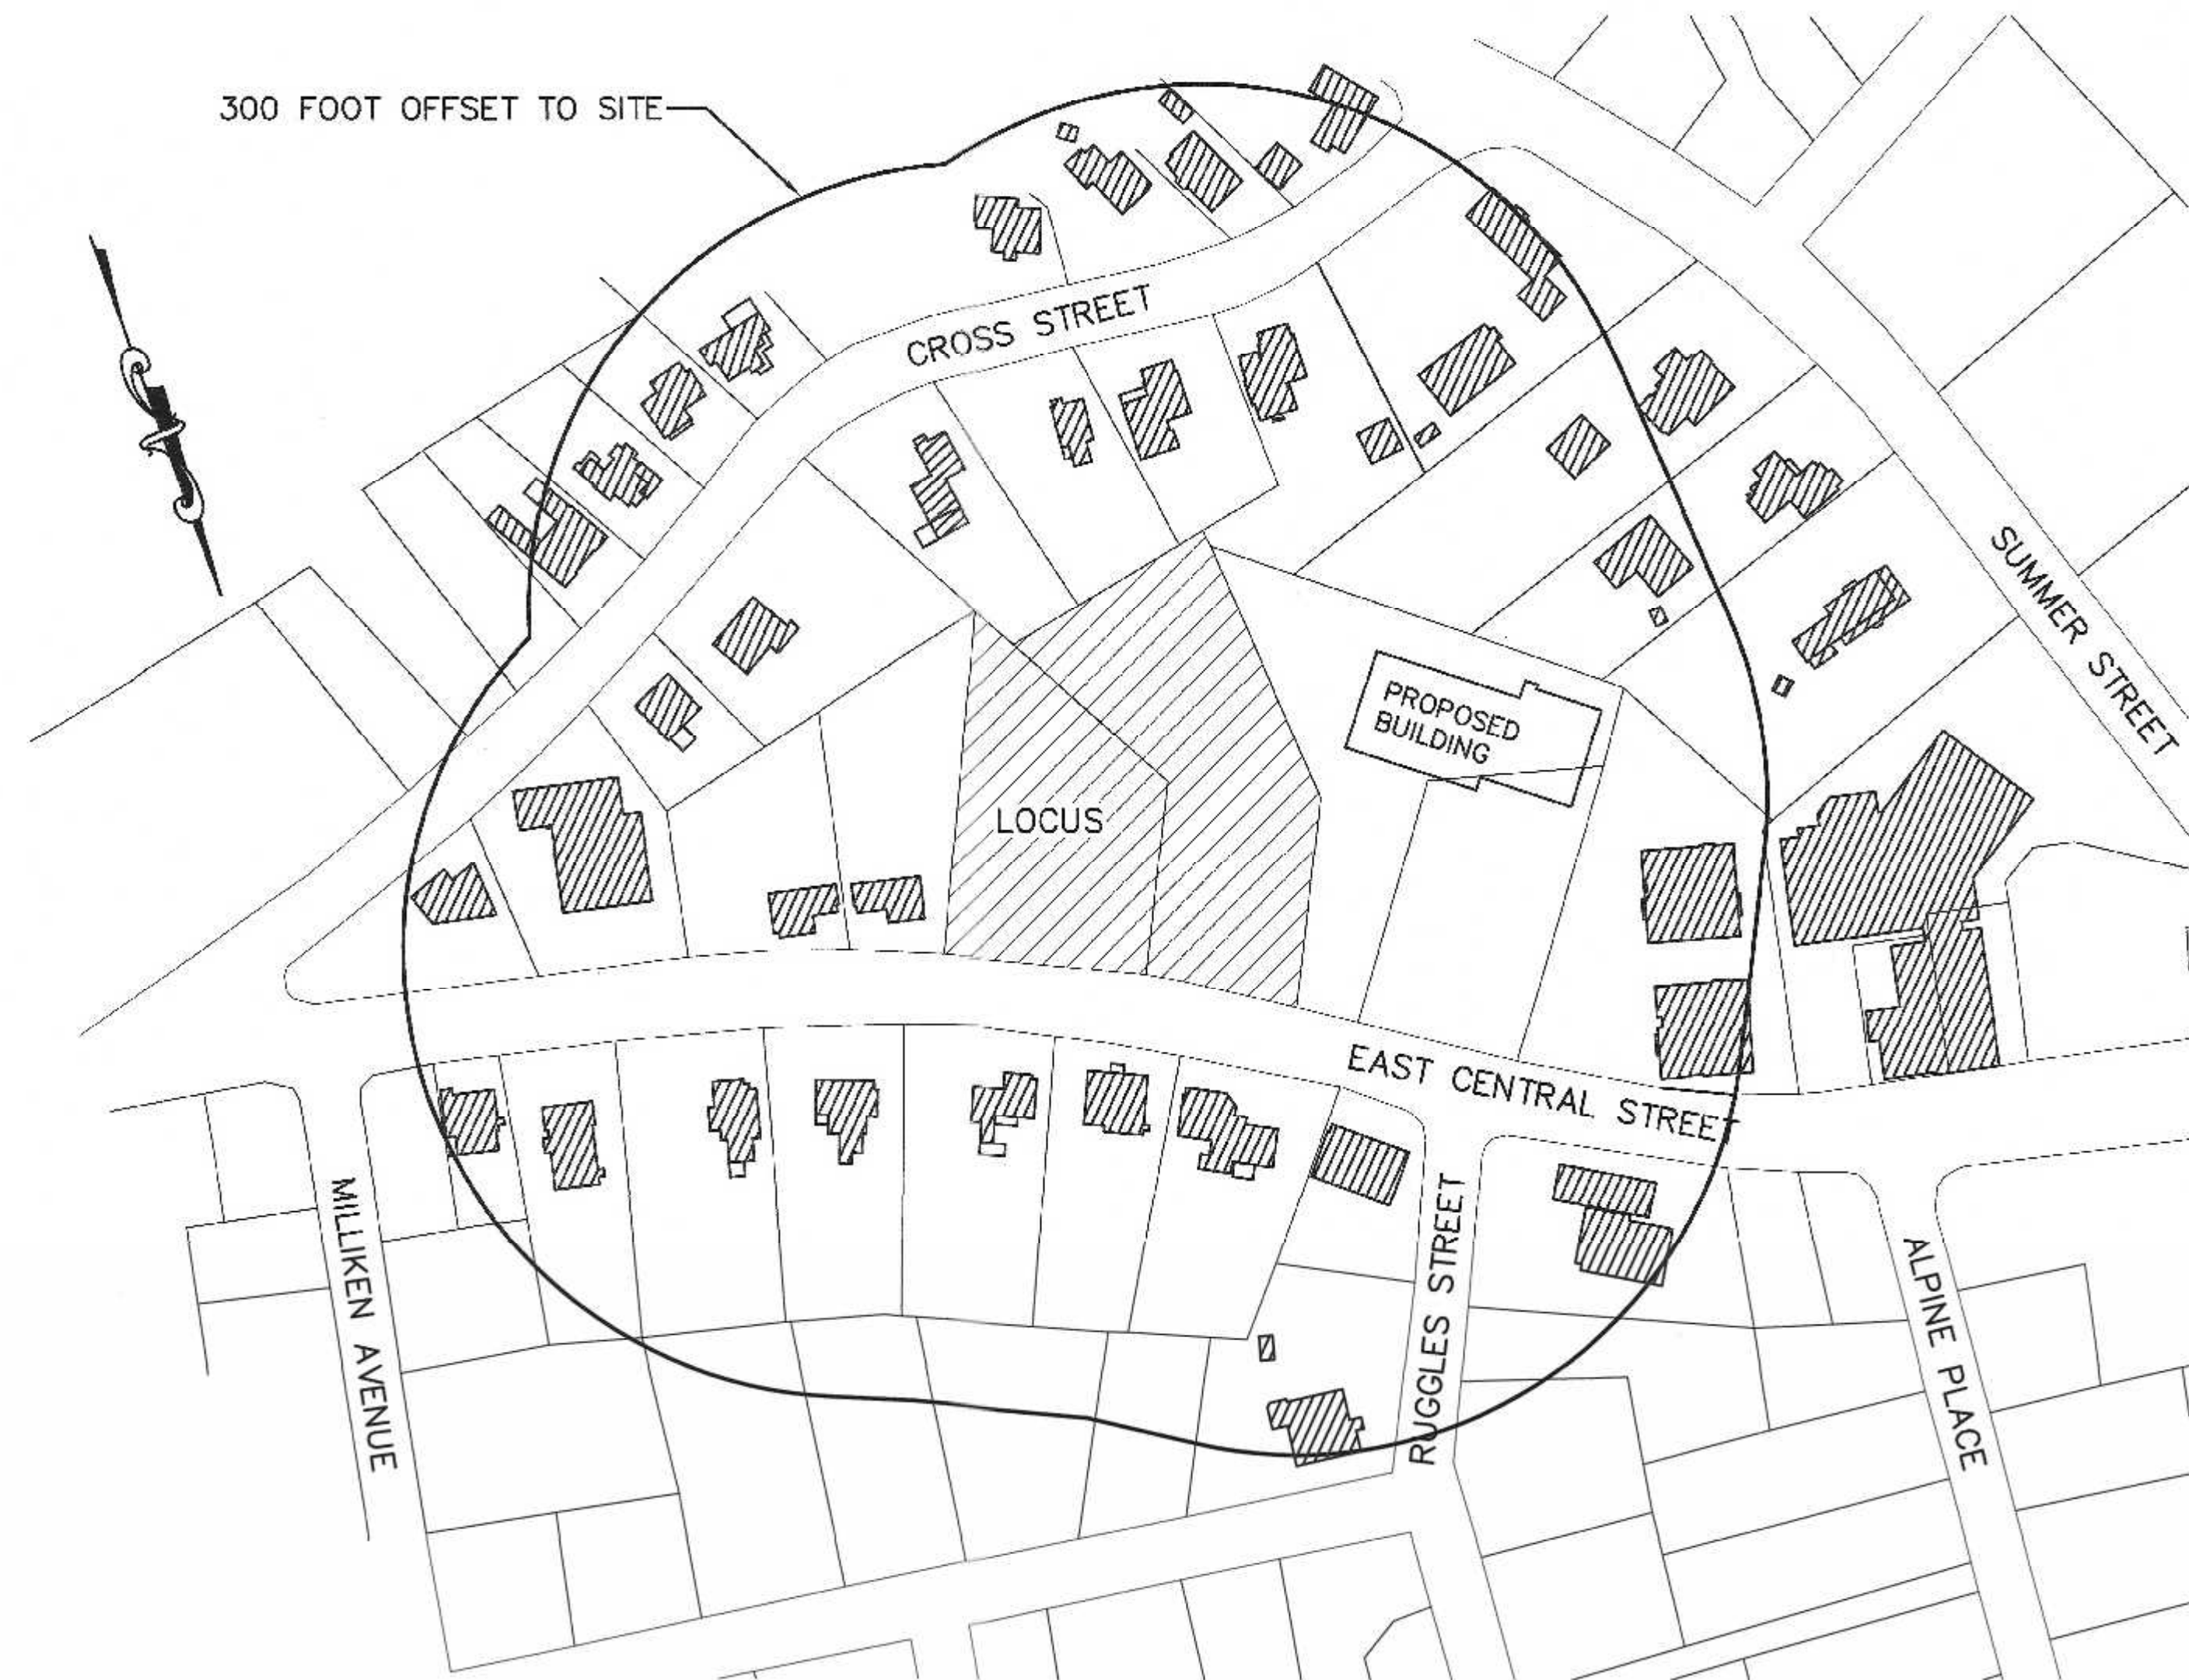 300 FOOT OFFSET TO SITE
CROSS STREET
SUMMER STREET
PROPOSED
BUILDING
LOCUS
EAST CENTRAL STREET
MILLIKEN AVENUE
RUGGLES STREET
ALPINE PLACE